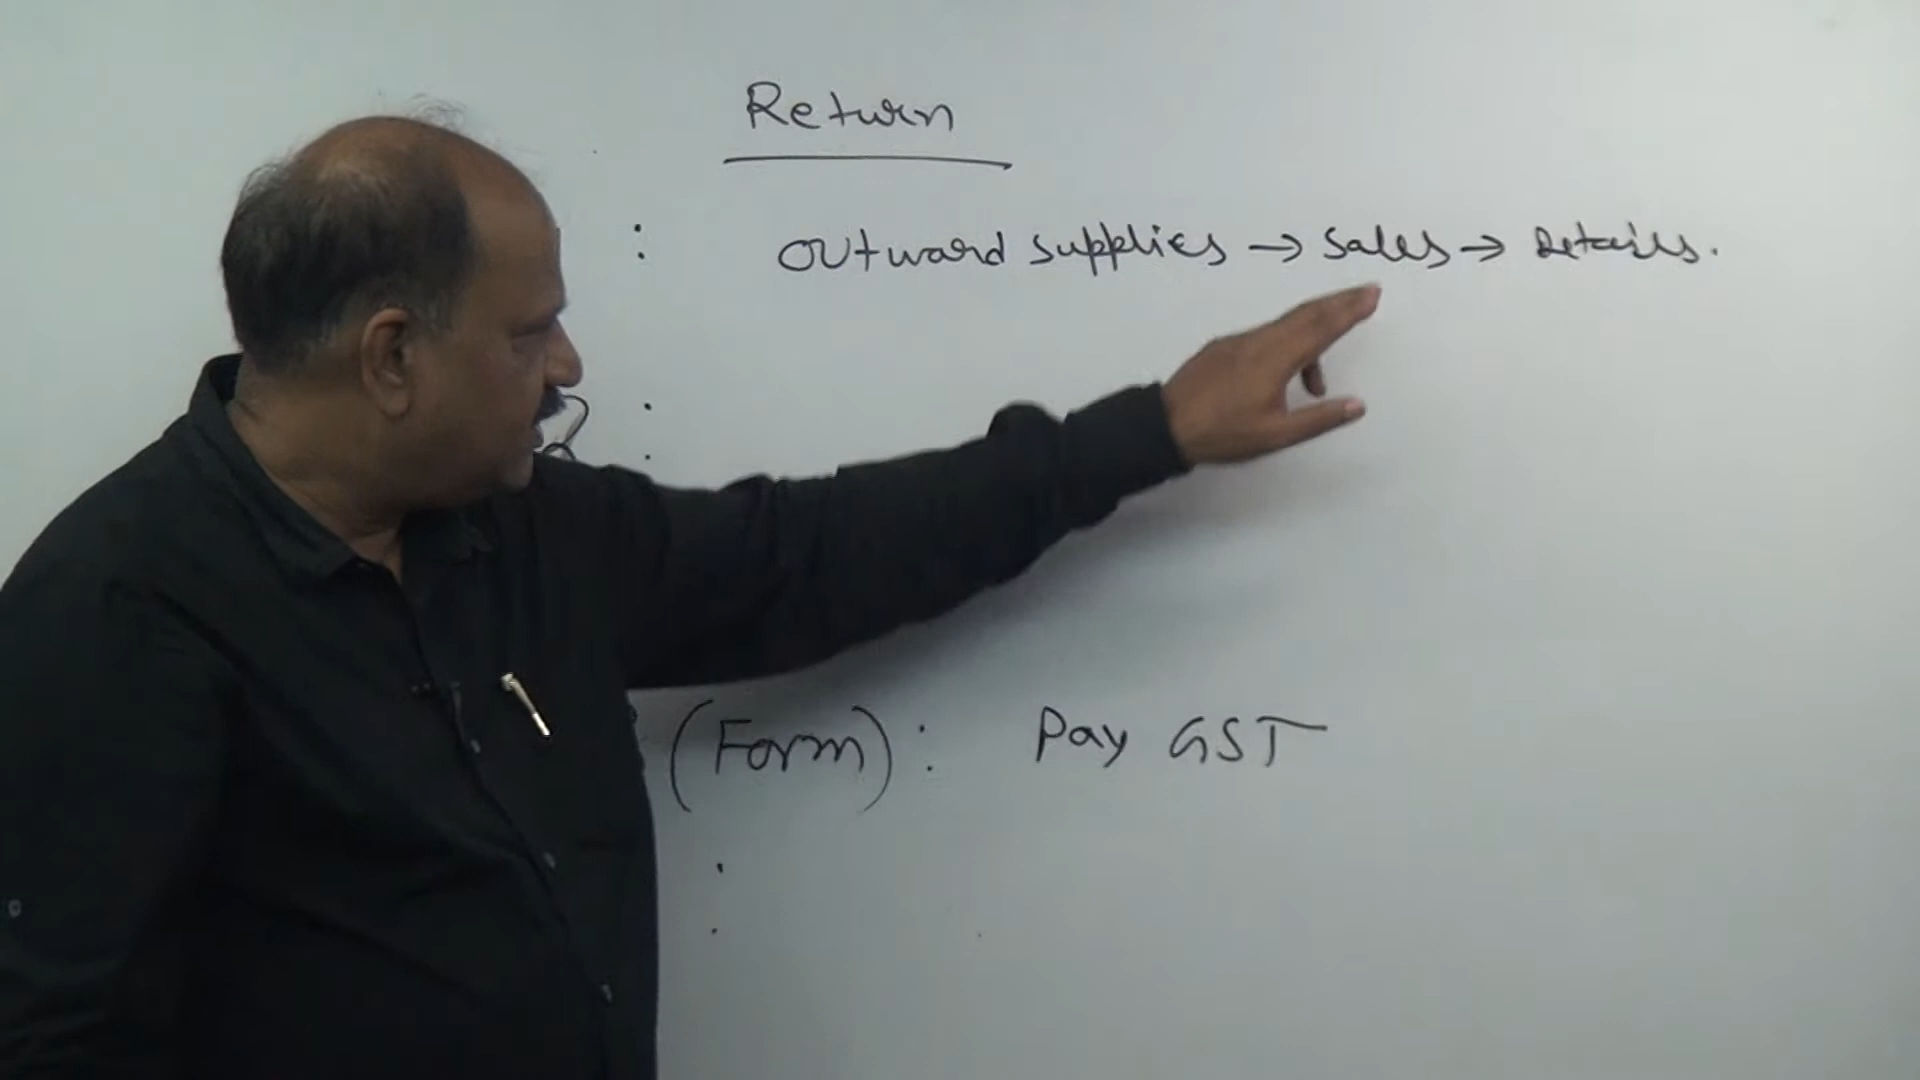 Return
: Outward supplies → Sales → Details.
:
(Form) : Pay GST
: